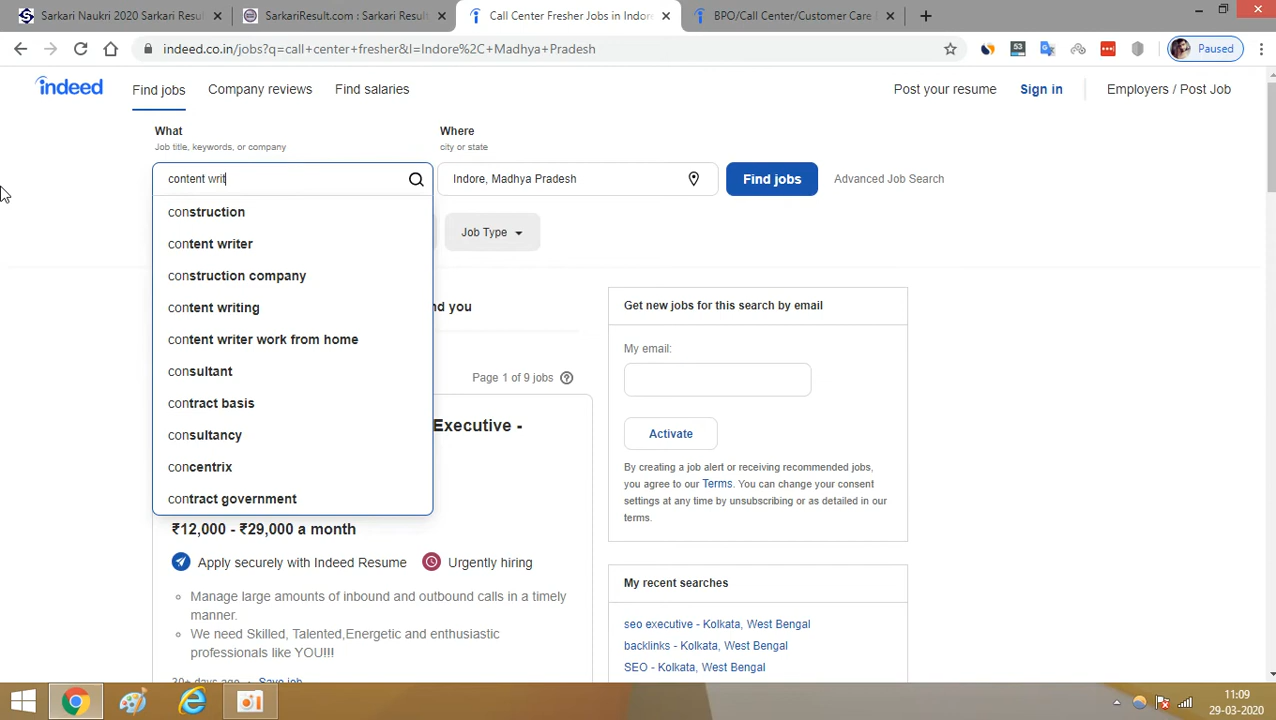 Sarkari Naukri 2020 Sarkari Resul
SarkariResult.com : Sarkari Result
Call Center Fresher Jobs in Indore
BPO/Call Center/Customer Care
indeed.co.in/jobs?q=call+center+fresher&l=Indore%2C+Madhya+Pradesh
53
Paused
indeed
Find jobs
Company reviews
Find salaries
Post your resume
Sign in
Employers / Post Job
What
Job title, keywords, or company
Where
city or state
content writ
Indore, Madhya Pradesh
Find jobs
Advanced Job Search
construction
content writer
construction company
content writing
content writer work from home
consultant
contract basis
consultancy
concentrix
contract government
Job Type
nd you
Page 1 of 9 jobs
Executive -
₹12,000 - ₹29,000 a month
Apply securely with Indeed Resume
Urgently hiring
Manage large amounts of inbound and outbound calls in a timely
manner.
We need Skilled, Talented,Energetic and enthusiastic
professionals like YOU!!!
30+ days ago
Save job
Get new jobs for this search by email
My email:
Activate
By creating a job alert or receiving recommended jobs,
you agree to our Terms. You can change your consent
settings at any time by unsubscribing or as detailed in our
terms.
My recent searches
seo executive - Kolkata, West Bengal
backlinks - Kolkata, West Bengal
SEO - Kolkata, West Bengal
11:09
29-03-2020